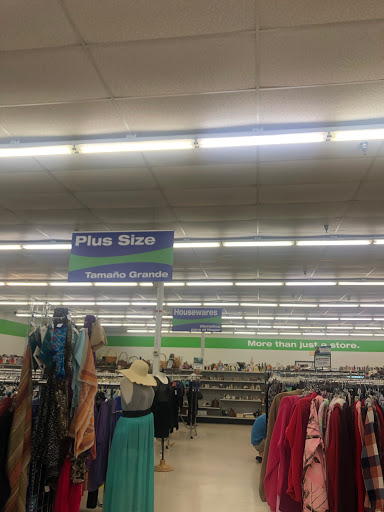 Plus Size
Tamaño Grande
Housewares
More than just a store.